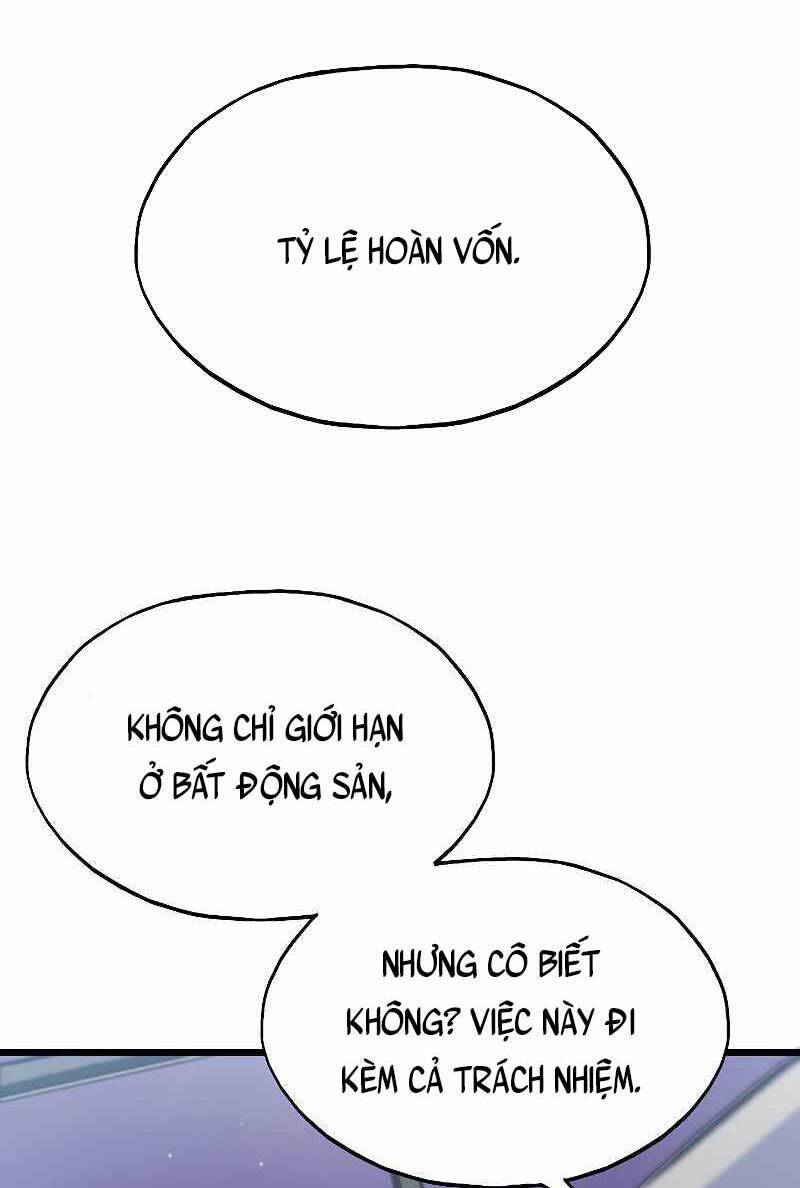 TỶ LỆ HOÀN VỐN.
KHÔNG CHỈ GIỚI HẠN
Ở BẤT ĐỘNG SẢN,
NHƯNG CÔ BIẾT
KHÔNG? VIỆC NÀY ĐI
KÈM CẢ TRÁCH NHIỆM.